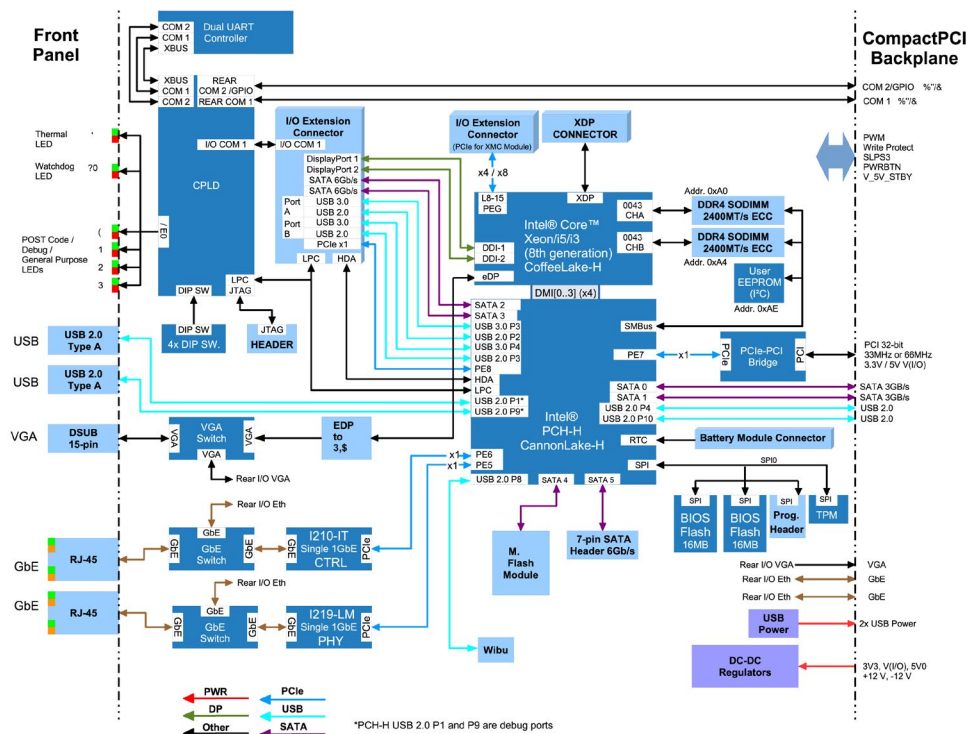 Front
Panel
CompactPCI
Backplane
COM 2
COM 1
XBUS
Dual UART
Controller
XBUS
COM 1
COM 2
REAR
COM 2 /GPIO
REAR COM 1
COM 2/GPIO %"/&
COM 1 %"/&
I/O COM 1
CPLD
/ E0
LPC
JTAG
DIP SW
DIP SW
4x DIP SW.
JTAG
HEADER
Thermal '
LED
Watchdog ?0
LED
POST Code /
Debug /
General Purpose
LEDs
(
1
2
3
I/O Extension
Connector
I/O COM 1
DisplayPort 1
DisplayPort 2
SATA 6Gb/s
SATA 6Gb/s
Port
A
USB 3.0
USB 2.0
Port
B
USB 3.0
USB 2.0
PCIe x1
LPC
HDA
I/O Extension
Connector
(PCIe for XMC Module)
x4 / x8
XDP
CONNECTOR
L8-15
PEG
XDP
Intel® Core™
Xeon/i5/i3
(8th generation)
CoffeeLake-H
DDI-1
DDI-2
eDP
0043
CHA
0043
CHB
Addr. 0xA0
DDR4 SODIMM
2400MT/s ECC
DDR4 SODIMM
2400MT/s ECC
Addr. 0xA4
User
EEPROM
(I²C)
Addr. 0xAE
PWM
Write Protect
SLPS3
PWRBTN
V_5V_STBY
DMI[0..3] (x4)
SATA 2
SATA 3
USB 3.0 P3
USB 2.0 P2
USB 3.0 P4
USB 2.0 P3
PE8
HDA
LPC
USB 2.0 P1*
USB 2.0 P9*
PE6
PE5
x1
x1
USB 2.0 P8
SATA 4
SATA 5
Intel®
PCH-H
CannonLake-H
SMBus
PE7
x1
PCIe
PCIe-PCI
Bridge
PCI
PCI 32-bit
33MHz or 66MHz
3.3V / 5V V(I/O)
SATA 0
SATA 1
USB 2.0 P4
USB 2.0 P10
SATA 3GB/s
SATA 3GB/s
USB 2.0
USB 2.0
RTC
Battery Module Connector
SPI
SPI0
SPI
BIOS
Flash
16MB
SPI
BIOS
Flash
16MB
SPI
Prog.
Header
SPI
TPM
USB
USB 2.0
Type A
USB
USB 2.0
Type A
VGA
DSUB
15-pin
VGA
VGA
Switch
VGA
VGA
Rear I/O VGA
EDP
to
3,$
Rear I/O Eth
GbE
RJ-45
GbE
GbE
GbE
Switch
GbE
GbE
I210-IT
Single 1GbE
CTRL
PCIe
Rear I/O Eth
GbE
RJ-45
GbE
GbE
GbE
Switch
GbE
GbE
I219-LM
Single 1GbE
PHY
PCIe
M.
Flash
Module
7-pin SATA
Header 6Gb/s
Wibu
Rear I/O VGA
VGA
Rear I/O Eth
GbE
Rear I/O Eth
GbE
USB
Power
2x USB Power
DC-DC
Regulators
3V3, V(I/O), 5V0
+12 V, -12 V
PWR
PCIe
DP
USB
Other
SATA
*PCH-H USB 2.0 P1 and P9 are debug ports